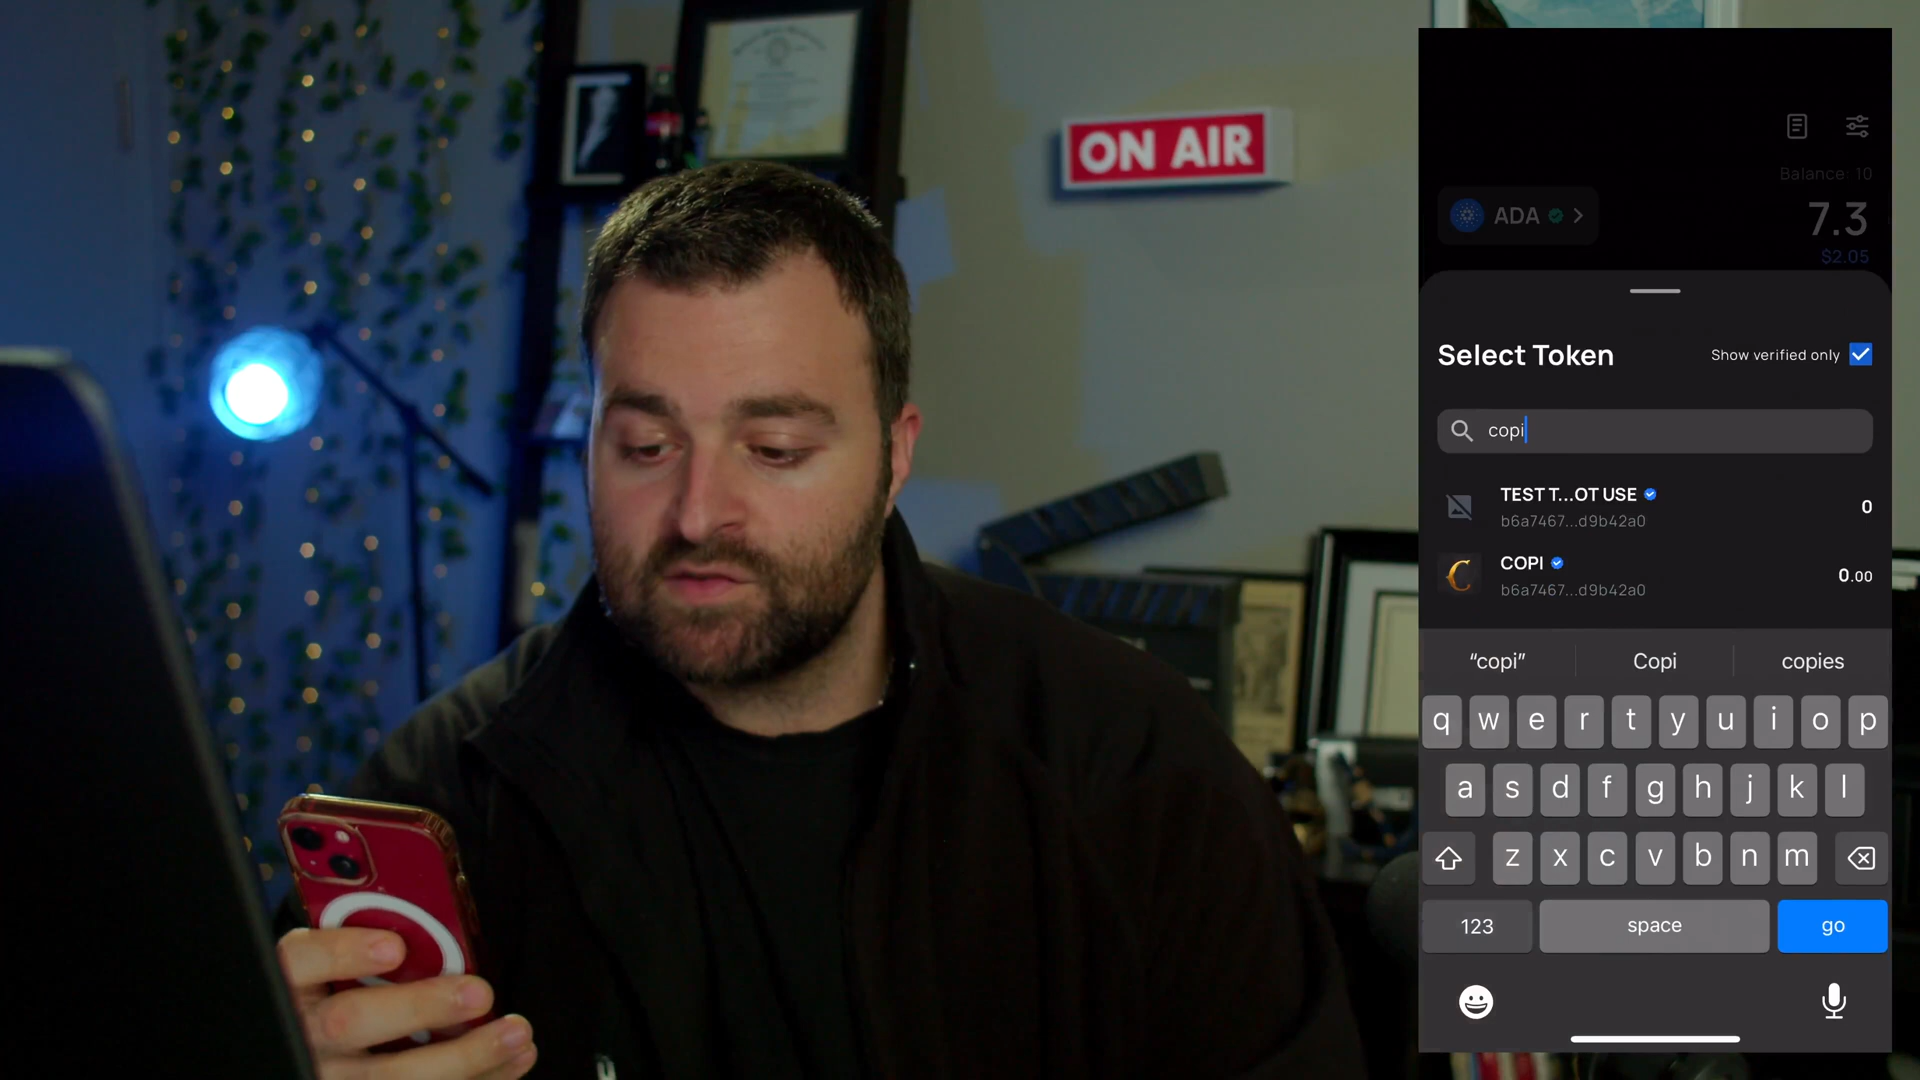 ON AIR
Balance: 10
ADA
7.3
$2.05
Select Token
Show verified only
copi
TEST T...OT USE
0
b6a7467...d9b42a0
COPI
0.00
b6a7467...d9b42a0
“copi” Copi copies
q w e r t y u i o p
a s d f g h j k l
z x c v b n m
123 space go